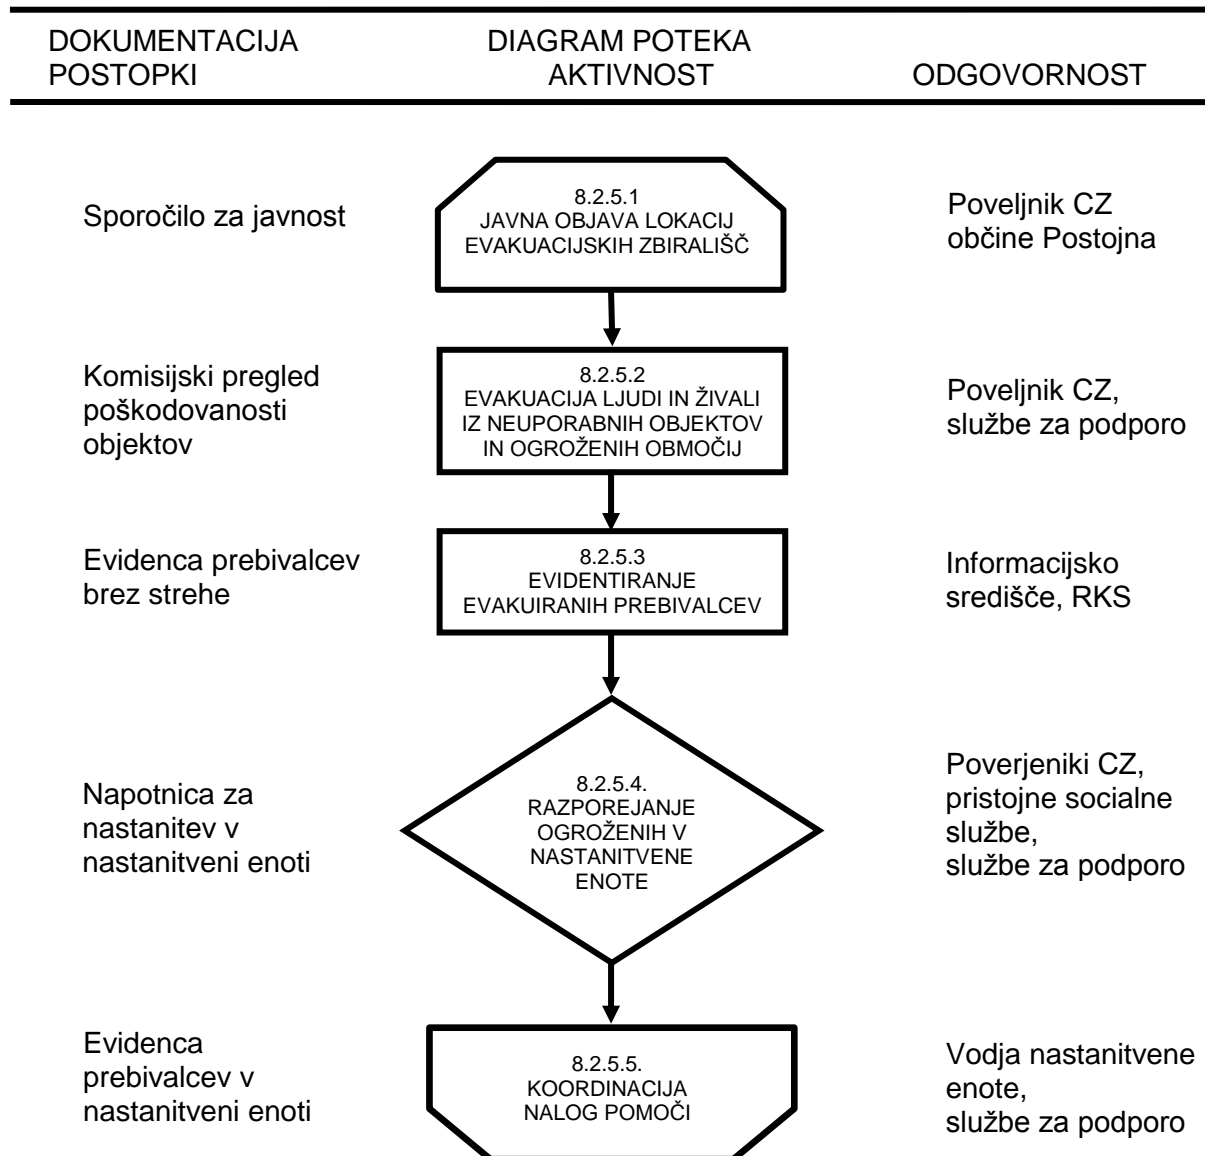 DOKUMENTACIJA
POSTOPKI
DIAGRAM POTEKA
AKTIVNOST
ODGOVORNOST
Sporočilo za javnost
8.2.5.1
JAVNA OBJAVA LOKACIJ
EVAKUACIJSKIH ZBIRALIŠČ
Poveljnik CZ
občine Postojna
Komisijski pregled
poškodovanosti
objektov
8.2.5.2
EVAKUACIJA LJUDI IN ŽIVALI
IZ NEUPORABNIH OBJEKTOV
IN OGROŽENIH OBMOČIJ
Poveljnik CZ,
službe za podporo
Evidenca prebivalcev
brez strehe
8.2.5.3
EVIDENTIRANJE
EVAKUIRANIH PREBIVALCEV
Informacijsko
središče, RKS
Napotnica za
nastanitev v
nastanitveni enoti
8.2.5.4.
RAZPOREJANJE
OGROŽENIH V
NASTANITVENE
ENOTE
Poverjeniki CZ,
pristojne socialne
službe,
službe za podporo
Evidenca
prebivalcev v
nastanitveni enoti
8.2.5.5.
KOORDINACIJA
NALOG POMOČI
Vodja nastanitvene
enote,
službe za podporo